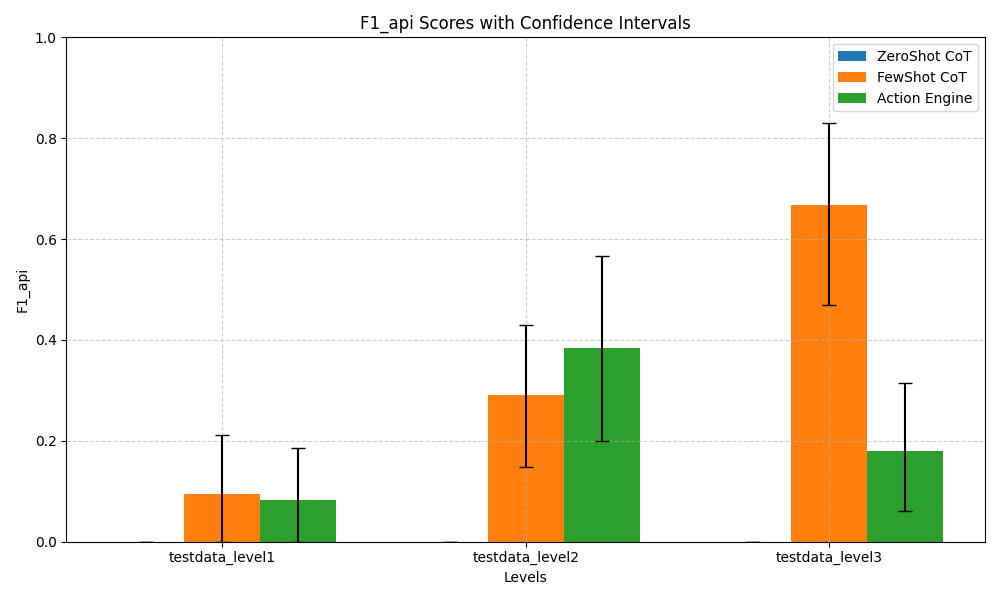 F1_api Scores with Confidence Intervals
1.0
0.8
0.6
0.4
0.2
0.0
F1_api
ZeroShot CoT
FewShot CoT
Action Engine
testdata_level1
testdata_level2
testdata_level3
Levels